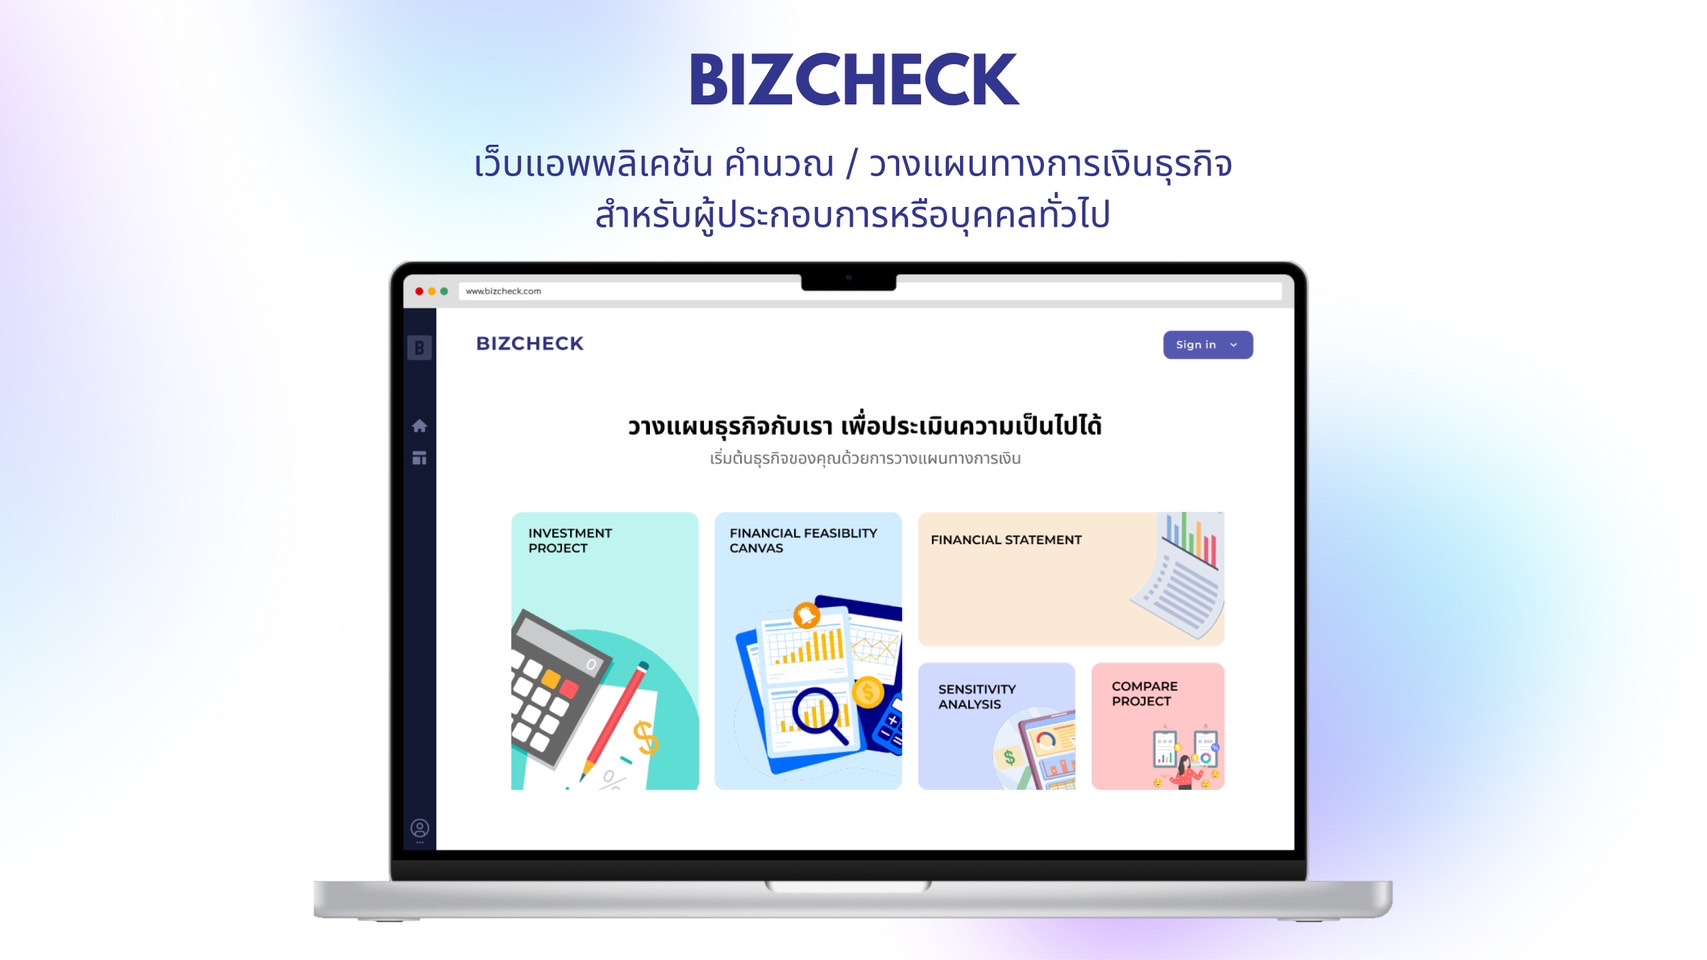 BIZCHECK
เว็บแอพพลิเคชัน คำนวณ / วางแผนทางการเงินธุรกิจ
สำหรับผู้ประกอบการหรือบุคคลทั่วไป
www.bizcheck.com
B
BIZCHECK
Sign in
วางแผนธุรกิจกับเรา เพื่อประเมินความเป็นไปได้
เริ่มต้นธุรกิจของคุณด้วยการวางแผนทางการเงิน
INVESTMENT
PROJECT
0
$
%
FINANCIAL FEASIBLITY
CANVAS
$
FINANCIAL STATEMENT
SENSITIVITY
ANALYSIS
$
COMPARE
PROJECT